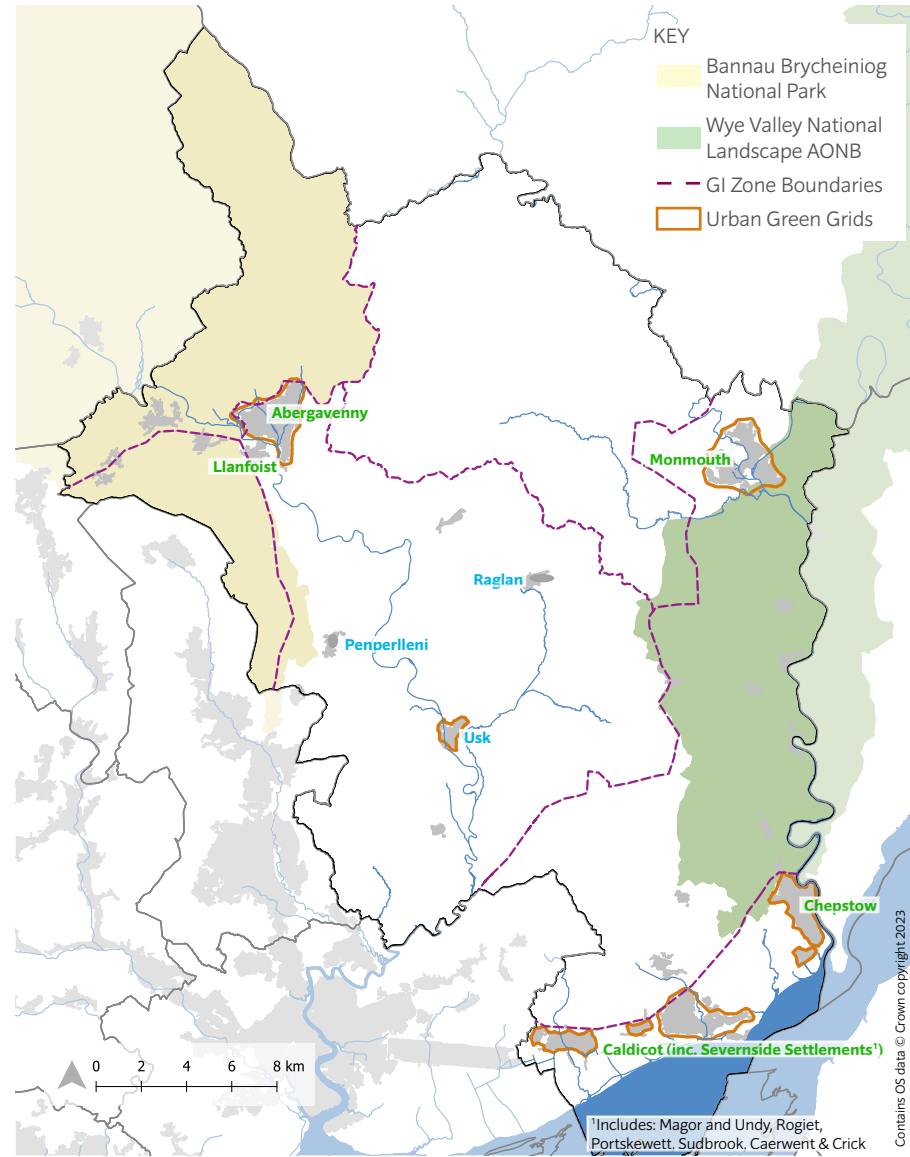 KEY
Bannau Brycheiniog
National Park
Wye Valley National
Landscape AONB
GI Zone Boundaries
Urban Green Grids
Abergavenny
Llanfoist
Monmouth
Raglan
Penperlleni
Usk
Chepstow
Caldicot (inc. Severnside Settlements¹)
0 2 4 6 8 km
¹Includes: Magor and Undy, Rogiet,
Portskewett, Sudbrook, Caerwent & Crick
Contains OS data © Crown copyright 2023